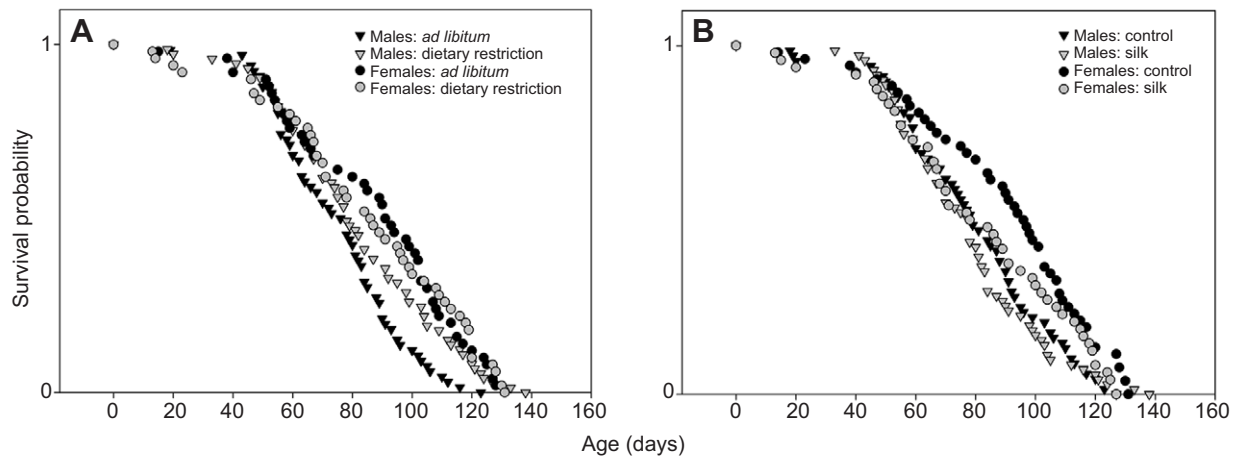 A
Males: ad libitum
Males: dietary restriction
Females: ad libitum
Females: dietary restriction
B
Males: control
Males: silk
Females: control
Females: silk
Survival probability
1
0
0 20 40 60 80 100 120 140 160
1
0
0 20 40 60 80 100 120 140 160
Age (days)